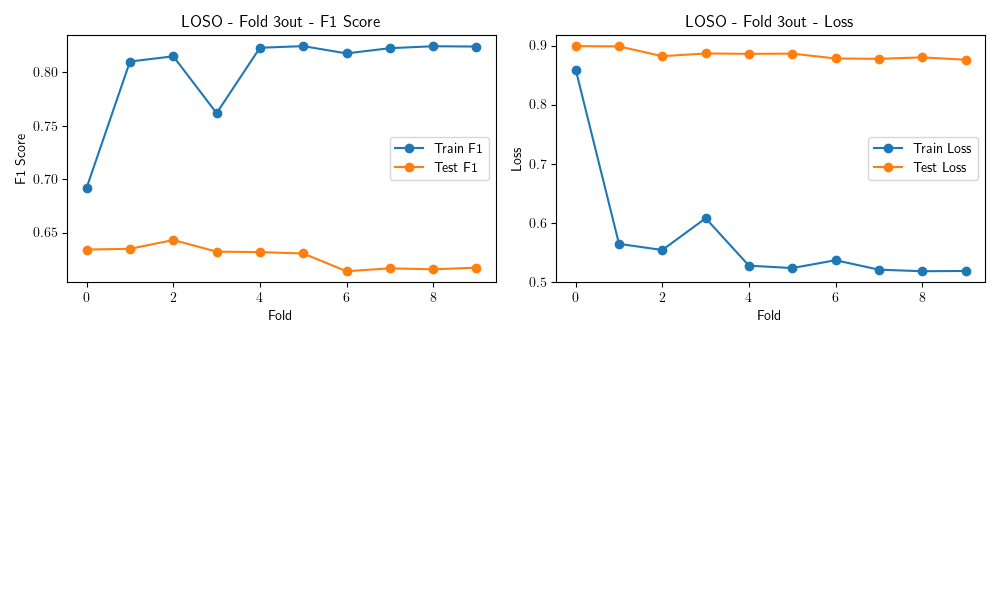 LOSO - Fold 3out - F1 Score
F1 Score
0.80
0.75
0.70
0.65
Train F1
Test F1
0 2 4 6 8
Fold
LOSO - Fold 3out - Loss
Loss
0.9
0.8
0.7
0.6
0.5
Train Loss
Test Loss
0 2 4 6 8
Fold